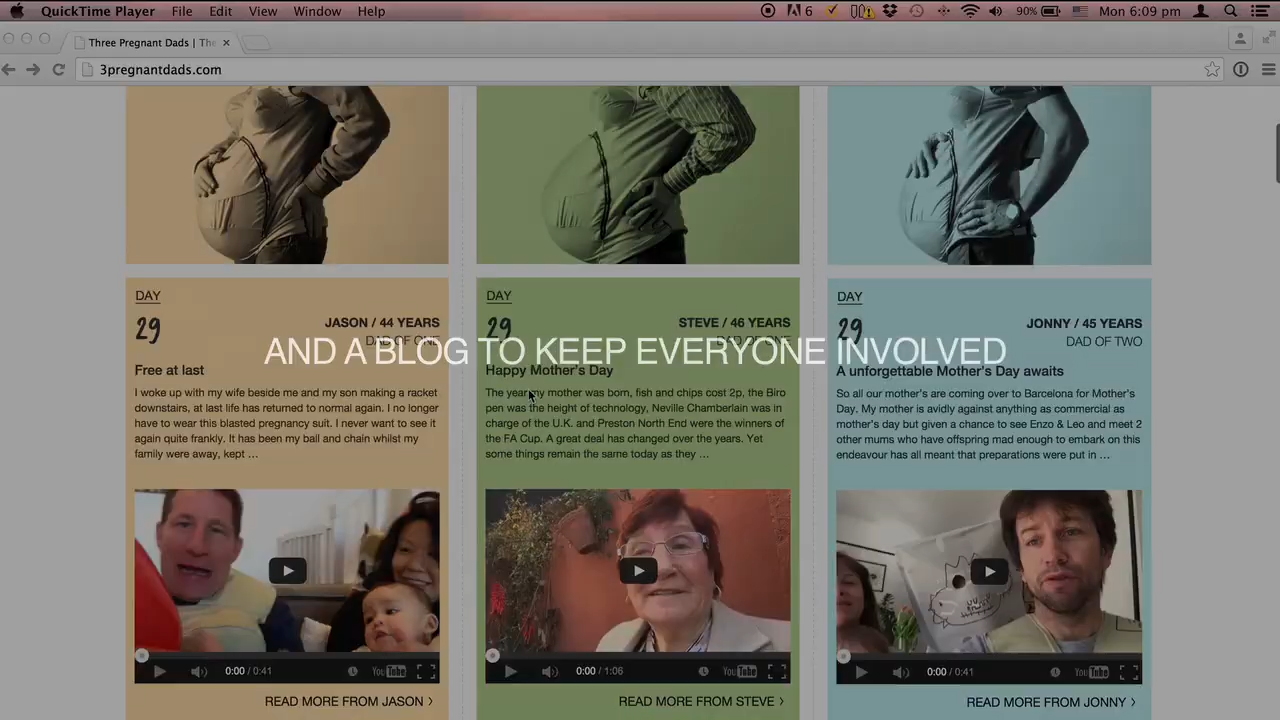 QuickTime Player File Edit View Window Help 6 90% Mon 6:09 pm
Three Pregnant Dads | The
3pregnantdads.com
DAY
29
JASON / 44 YEARS
DAD OF ONE
Free at last
I woke up with my wife beside me and my son making a racket
downstairs, at last life has returned to normal again. I no longer
have to wear this blasted pregnancy suit. I never want to see it
again quite frankly. It has been my ball and chain whilst my
family were away, kept ...
0:00 / 0:41
YouTube
READ MORE FROM JASON >
DAY
29
STEVE / 46 YEARS
DAD OF ONE
Happy Mother's Day
The year my mother was born, fish and chips cost 2p, the Biro
pen was the height of technology, Neville Chamberlain was in
charge of the U.K. and Preston North End were the winners of
the FA Cup. A great deal has changed over the years. Yet
some things remain the same today as they ...
0:00 / 1:06
YouTube
READ MORE FROM STEVE >
DAY
29
JONNY / 45 YEARS
DAD OF TWO
A unforgettable Mother's Day awaits
So all our mother's are coming over to Barcelona for Mother's
Day. My mother is avidly against anything as commercial as
mother's day but given a chance to see Enzo & Leo and meet 2
other mums who have offspring mad enough to embark on this
endeavour has all meant that preparations were put in ...
0:00 / 0:41
YouTube
READ MORE FROM JONNY >
AND A BLOG TO KEEP EVERYONE INVOLVED